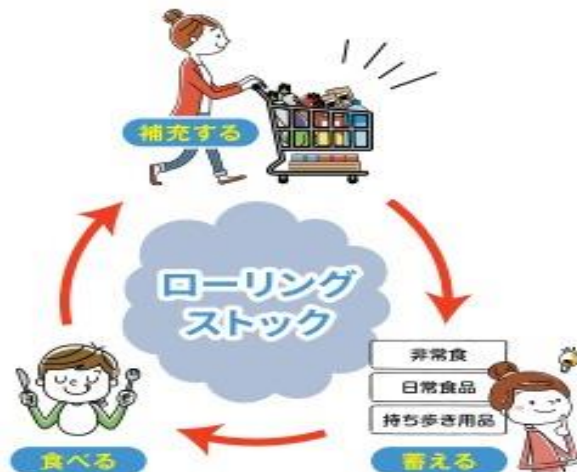 補充する
ローリング
ストック
非常食
日常食品
持ち歩き用品
食べる
蓄える